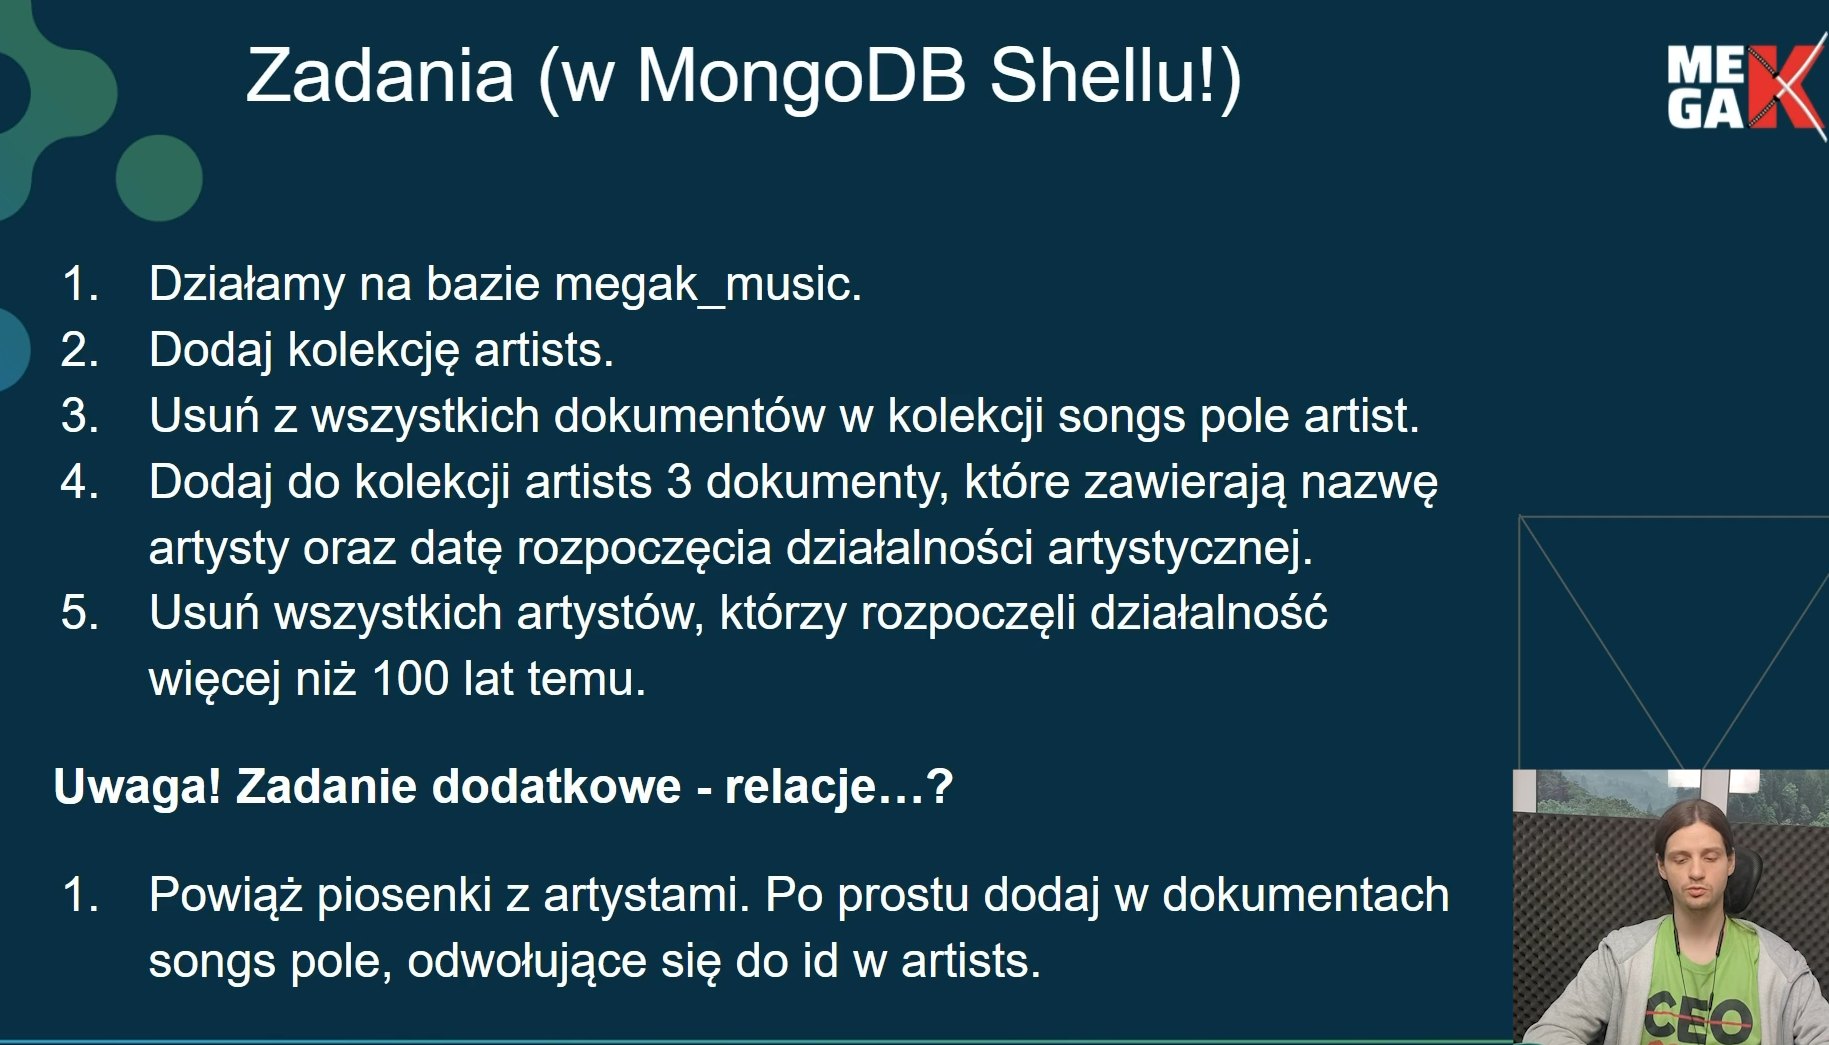 Zadania (w MongoDB Shellu!)
ME
GAK
1. Działamy na bazie megak_music.
2. Dodaj kolekcję artists.
3. Usuń z wszystkich dokumentów w kolekcji songs pole artist.
4. Dodaj do kolekcji artists 3 dokumenty, które zawierają nazwę
artysty oraz datę rozpoczęcia działalności artystycznej.
5. Usuń wszystkich artystów, którzy rozpoczęli działalność
więcej niż 100 lat temu.
Uwaga! Zadanie dodatkowe - relacje…?
1. Powiąż piosenki z artystami. Po prostu dodaj w dokumentach
songs pole, odwołujące się do id w artists.
CEO